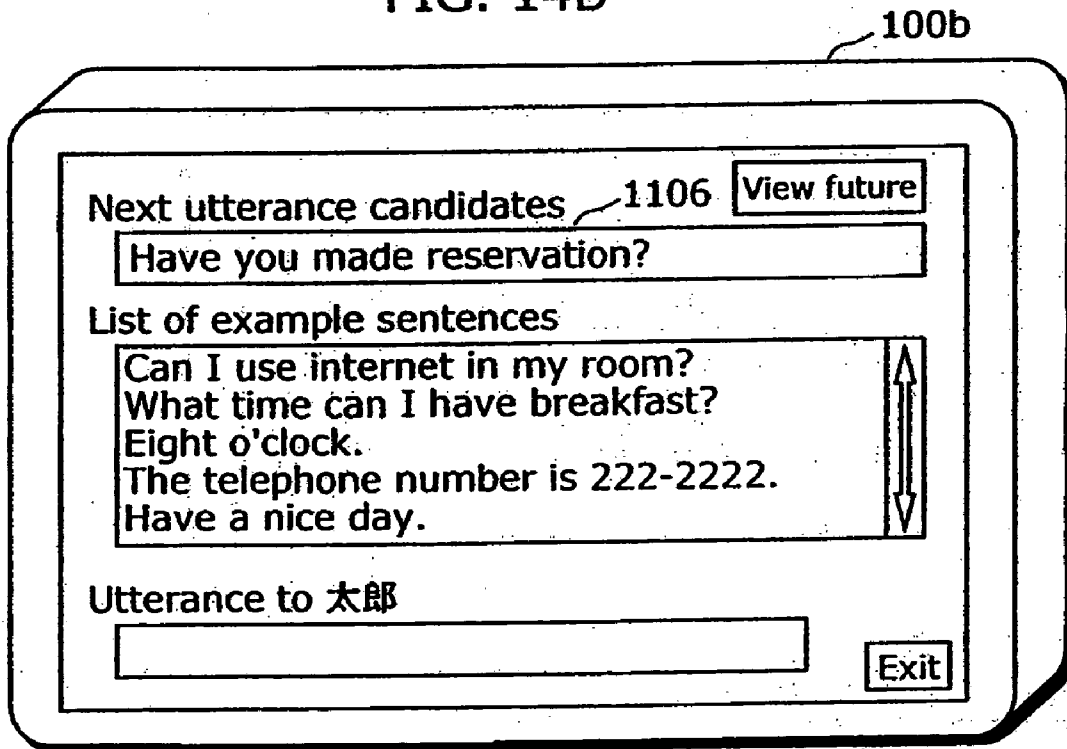 FIG. 14B
100b
Next utterance candidates 1106 View future
Have you made reservation?
List of example sentences
Can I use internet in my room?
What time can I have breakfast?
Eight o'clock.
The telephone number is 222-2222.
Have a nice day.
Utterance to 太郎
Exit